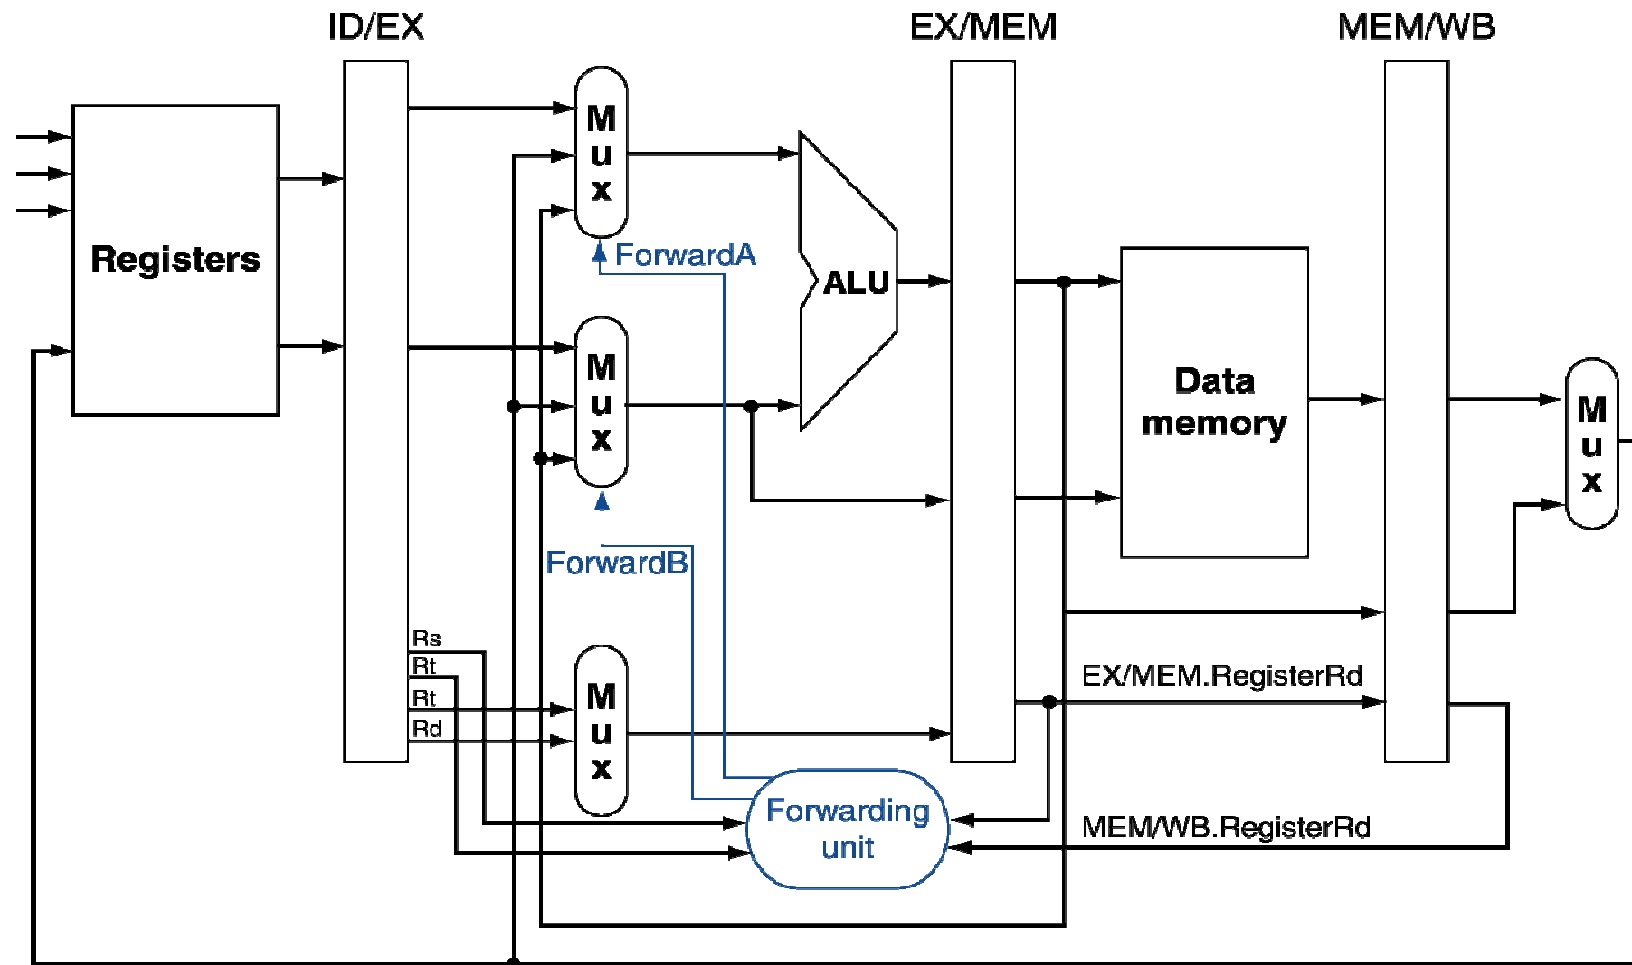 ID/EX
EX/MEM
MEM/WB
M
u
x
Registers
ForwardA
ALU
M
u
x
Data
memory
M
u
x
ForwardB
Rs
Rt
Rt
Rd
M
u
x
EX/MEM.RegisterRd
Forwarding
unit
MEM/WB.RegisterRd